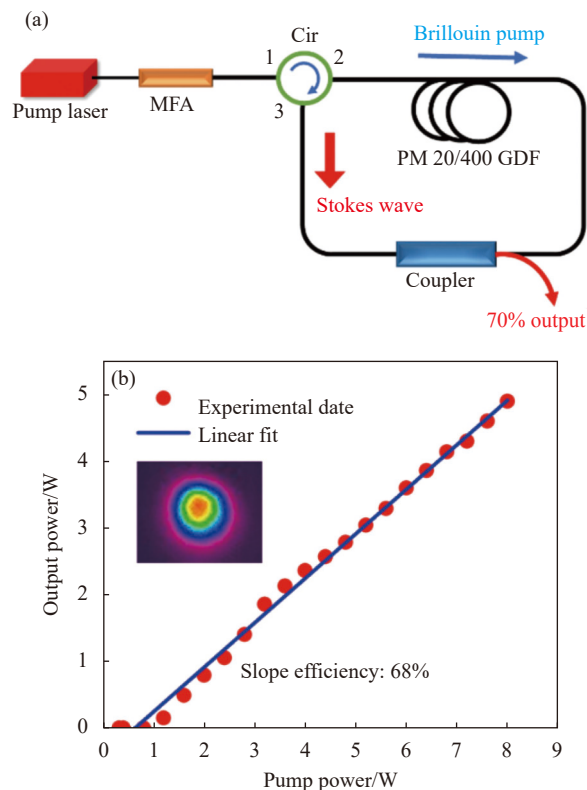 (a)
Cir
Brillouin pump
1
2
3
Pump laser
MFA
PM 20/400 GDF
Stokes wave
Coupler
70% output
(b)
Experimental date
Linear fit
Slope efficiency: 68%
Output power/W
5
4
3
2
1
0
0 1 2 3 4 5 6 7 8 9
Pump power/W